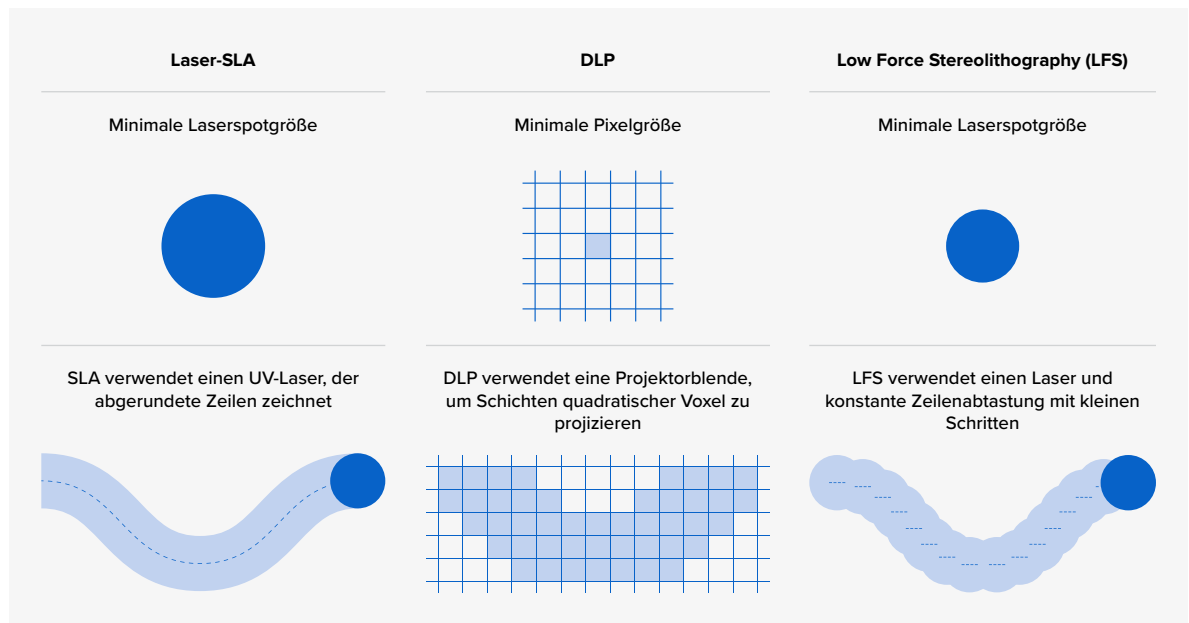 Laser-SLA
DLP
Low Force Stereolithography (LFS)
Minimale Laserspotgröße
Minimale Pixelgröße
Minimale Laserspotgröße
SLA verwendet einen UV-Laser, der
abgerundete Zeilen zeichnet
DLP verwendet eine Projektorblende,
um Schichten quadratischer Voxel zu
projizieren
LFS verwendet einen Laser und
konstante Zeilenabtastung mit kleinen
Schritten